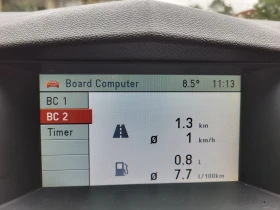 Board Computer 8.5° 11:13
BC 1
BC 2
Timer
1.3 km
ø 1 km/h
0.8 L
ø 7.7 L/100km